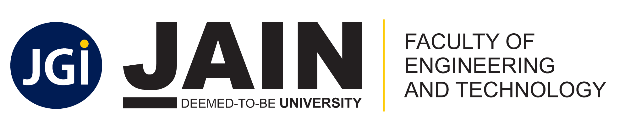 JGi
JAIN
DEEMED-TO-BE UNIVERSITY
FACULTY OF
ENGINEERING
AND TECHNOLOGY